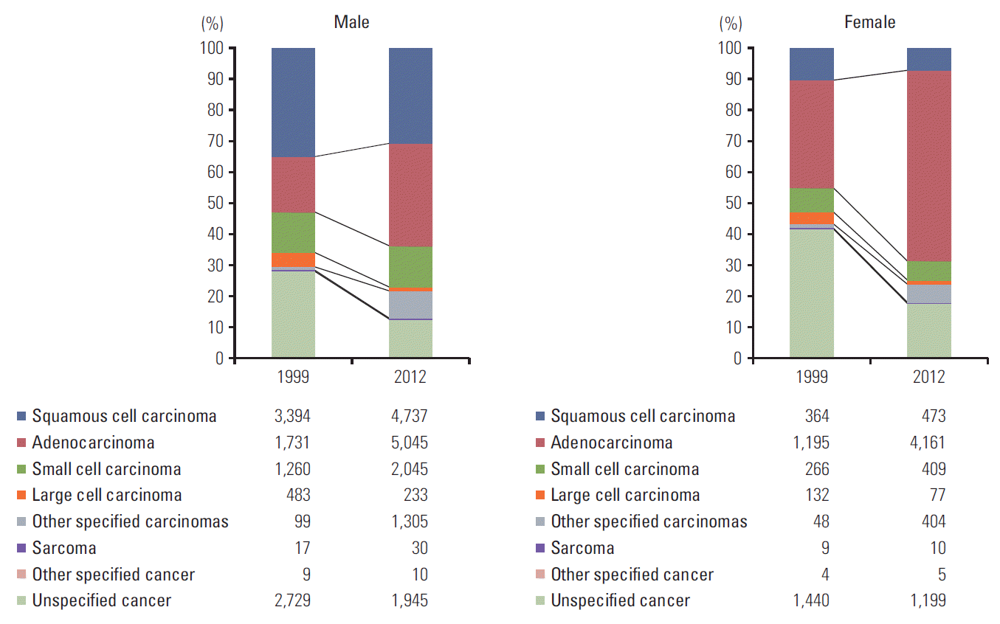 (%) Male
100
90
80
70
60
50
40
30
20
10
0
1999 2012
Squamous cell carcinoma 3,394 4,737
Adenocarcinoma 1,731 5,045
Small cell carcinoma 1,260 2,045
Large cell carcinoma 483 233
Other specified carcinomas 99 1,305
Sarcoma 17 30
Other specified cancer 9 10
Unspecified cancer 2,729 1,945
(%) Female
100
90
80
70
60
50
40
30
20
10
0
1999 2012
Squamous cell carcinoma 364 473
Adenocarcinoma 1,195 4,161
Small cell carcinoma 266 409
Large cell carcinoma 132 77
Other specified carcinomas 48 404
Sarcoma 9 10
Other specified cancer 4 5
Unspecified cancer 1,440 1,199